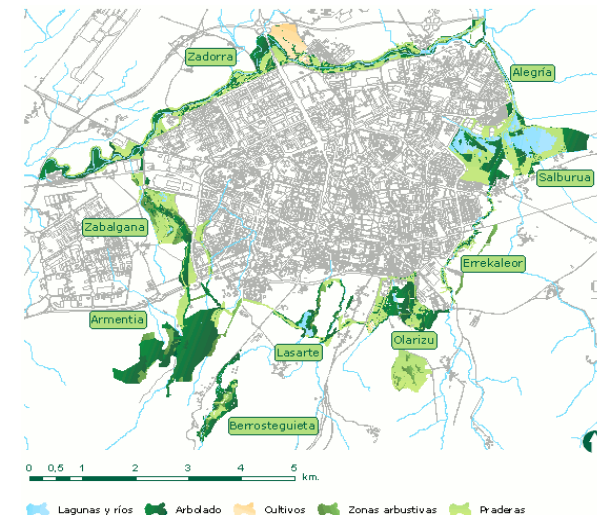 Zadorra
Alegría
Salburua
Zabalgana
Errekaleor
Armentia
Olarizu
Lasarte
Berrosteguieta
0 0,5 1 2 3 4 5
km.
Lagunas y ríos Arbolado Cultivos Zonas arbustivas Praderas